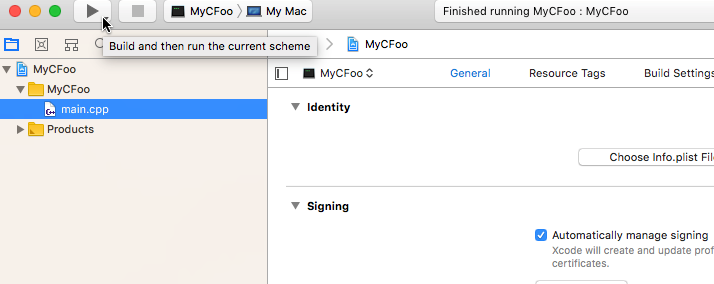 MyCFoo 〉 My Mac
Finished running MyCFoo : MyCFoo
Build and then run the current scheme
MyCFoo
MyCFoo
MyCFoo
main.cpp
Products
MyCFoo
General
Resource Tags
Build Settings
Identity
Choose Info.plist Fil
Signing
Automatically manage signing
Xcode will create and update prof
certificates.